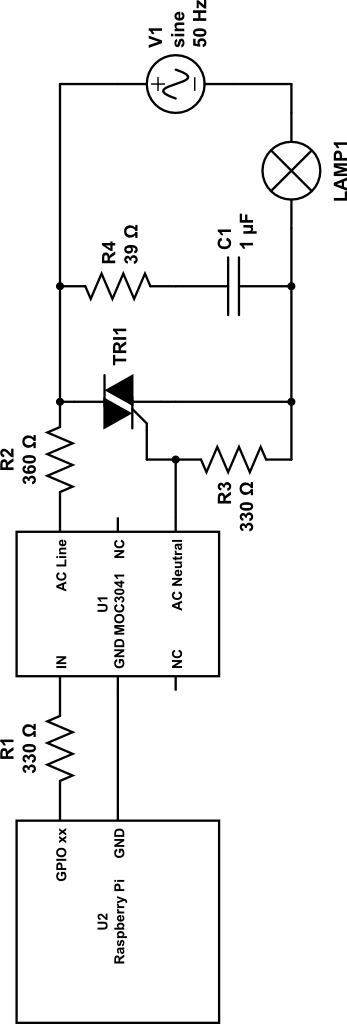 V1
sine
50 Hz
LAMP1
R4
39 Ω
C1
1 µF
TRI1
R2
360 Ω
R3
330 Ω
AC Line
NC
AC Neutral
U1
MOC3041
IN
GND
NC
R1
330 Ω
GPIO xx
GND
U2
Raspberry Pi